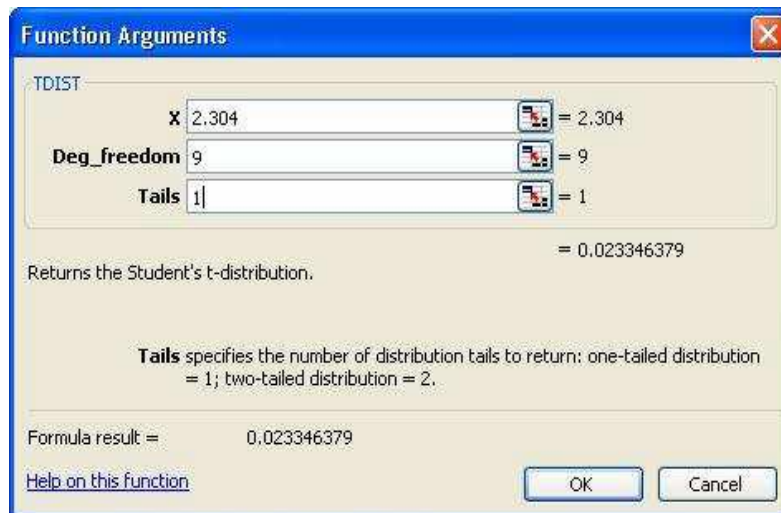 Function Arguments
TDIST
X 2.304 = 2.304
Deg_freedom 9 = 9
Tails 1 = 1
= 0.023346379
Returns the Student's t-distribution.
Tails specifies the number of distribution tails to return: one-tailed distribution
= 1; two-tailed distribution = 2.
Formula result = 0.023346379
Help on this function OK Cancel